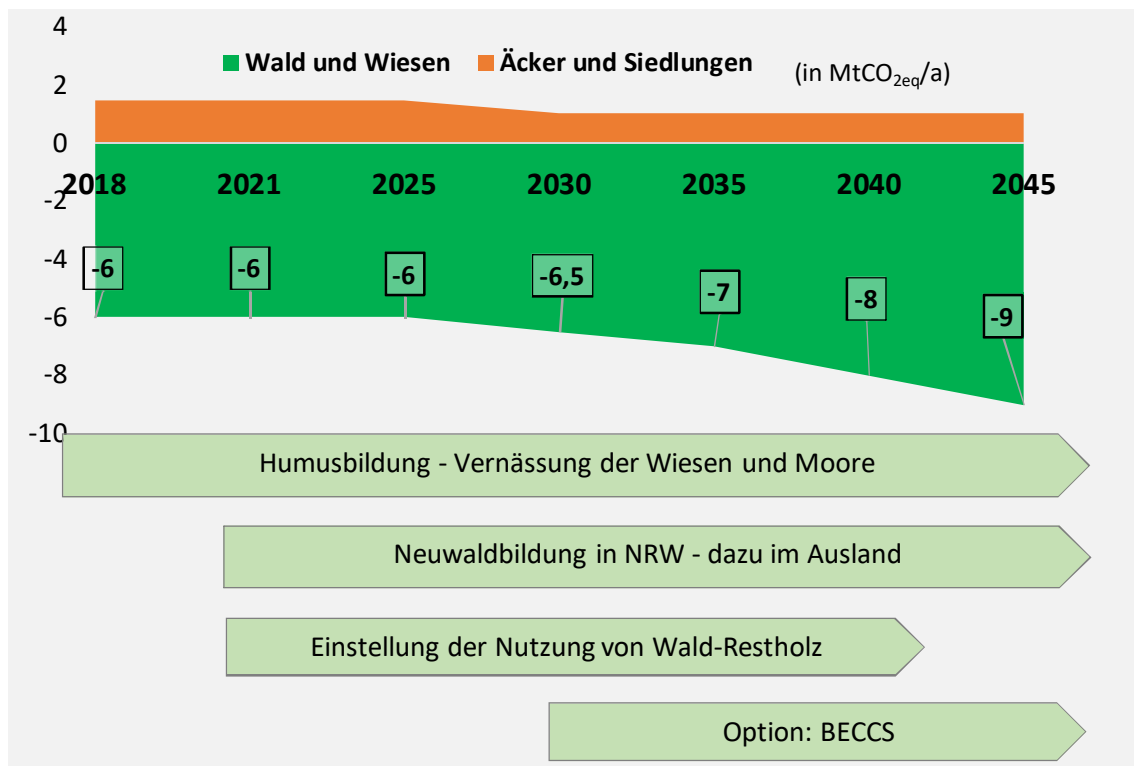 4
Wald und Wiesen Äcker und Siedlungen (in MtCO2eq/a)
2
0
2018 2021 2025 2030 2035 2040 2045
-2
-4
-6 -6 -6 -6,5 -7 -8 -9
-6
-8
-10
Humusbildung - Vernässung der Wiesen und Moore
Neuwaldbildung in NRW - dazu im Ausland
Einstellung der Nutzung von Wald-Restholz
Option: BECCS